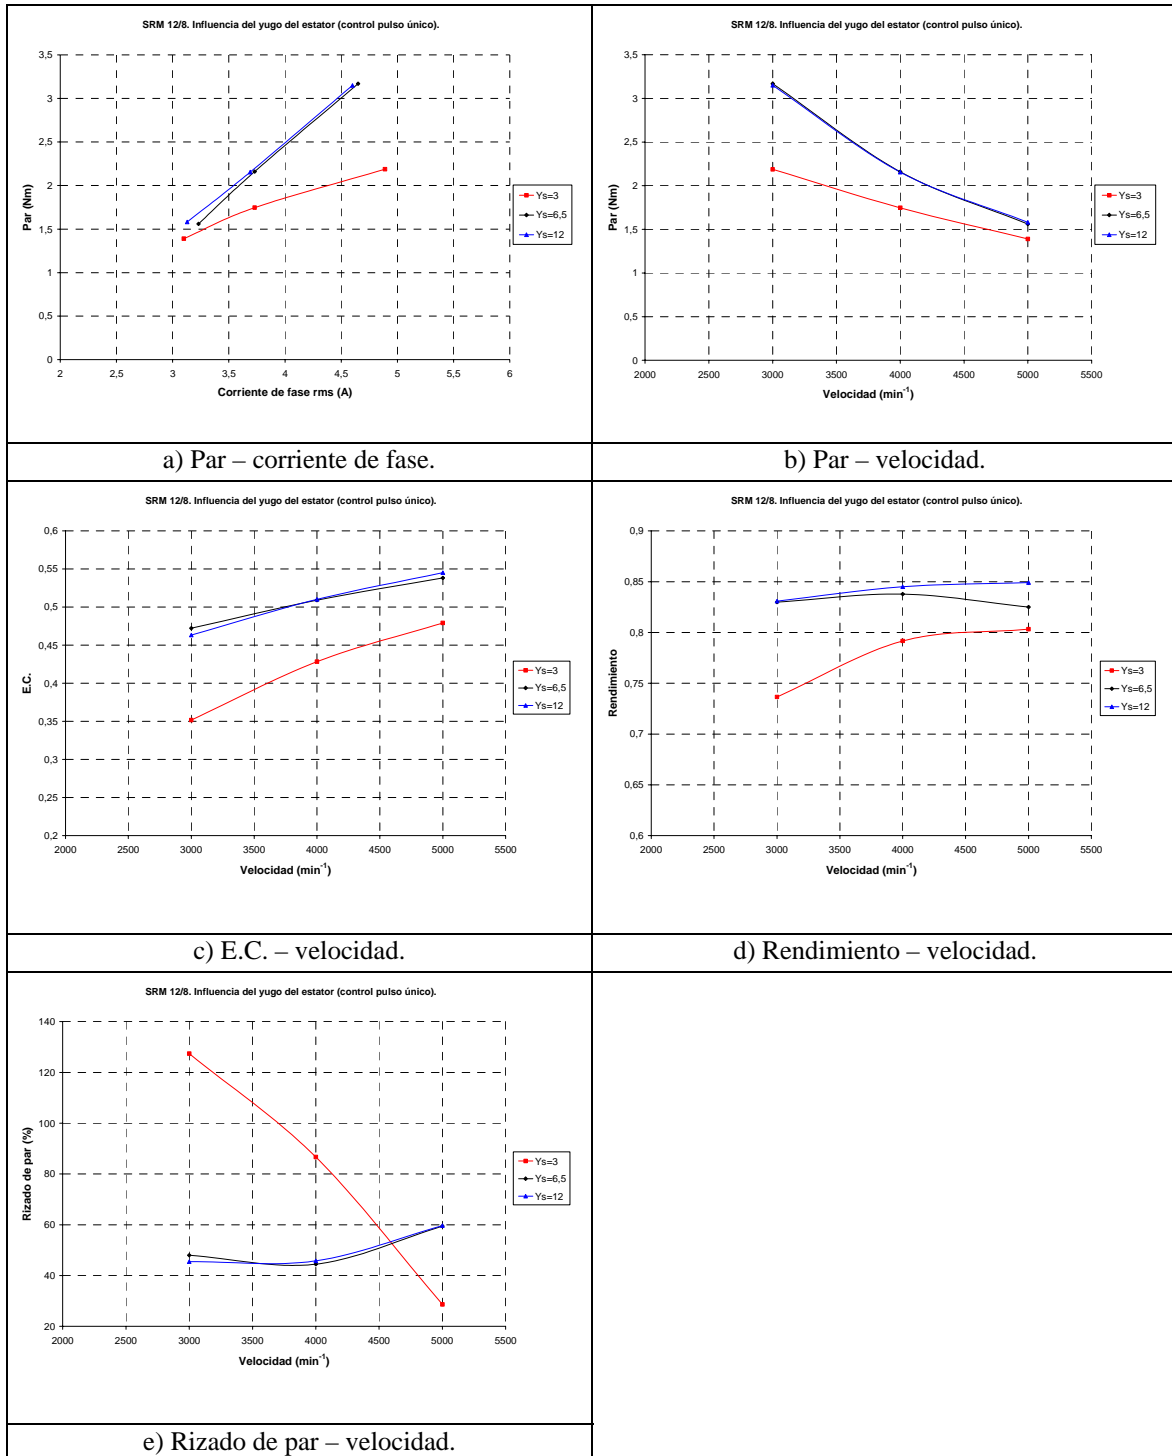 SRM 12/8. Influencia del yugo del estator (control pulso único).
3,5
3
2,5
2
1,5
1
0,5
0
Par (Nm)
2 2,5 3 3,5 4 4,5 5 5,5 6
Corriente de fase rms (A)
Ys=3
Ys=6,5
Ys=12
a) Par – corriente de fase.
SRM 12/8. Influencia del yugo del estator (control pulso único).
3,5
3
2,5
2
1,5
1
0,5
0
Par (Nm)
2000 2500 3000 3500 4000 4500 5000 5500
Velocidad (min⁻¹)
Ys=3
Ys=6,5
Ys=12
b) Par – velocidad.
SRM 12/8. Influencia del yugo del estator (control pulso único).
0,6
0,55
0,5
0,45
0,4
0,35
0,3
0,25
0,2
E.C.
2000 2500 3000 3500 4000 4500 5000 5500
Velocidad (min⁻¹)
Ys=3
Ys=6,5
Ys=12
c) E.C. – velocidad.
SRM 12/8. Influencia del yugo del estator (control pulso único).
0,9
0,85
0,8
0,75
0,7
0,65
0,6
Rendimiento
2000 2500 3000 3500 4000 4500 5000 5500
Velocidad (min⁻¹)
Ys=3
Ys=6,5
Ys=12
d) Rendimiento – velocidad.
SRM 12/8. Influencia del yugo del estator (control pulso único).
140
120
100
80
60
40
20
Rizado de par (%)
2000 2500 3000 3500 4000 4500 5000 5500
Velocidad (min⁻¹)
Ys=3
Ys=6,5
Ys=12
e) Rizado de par – velocidad.